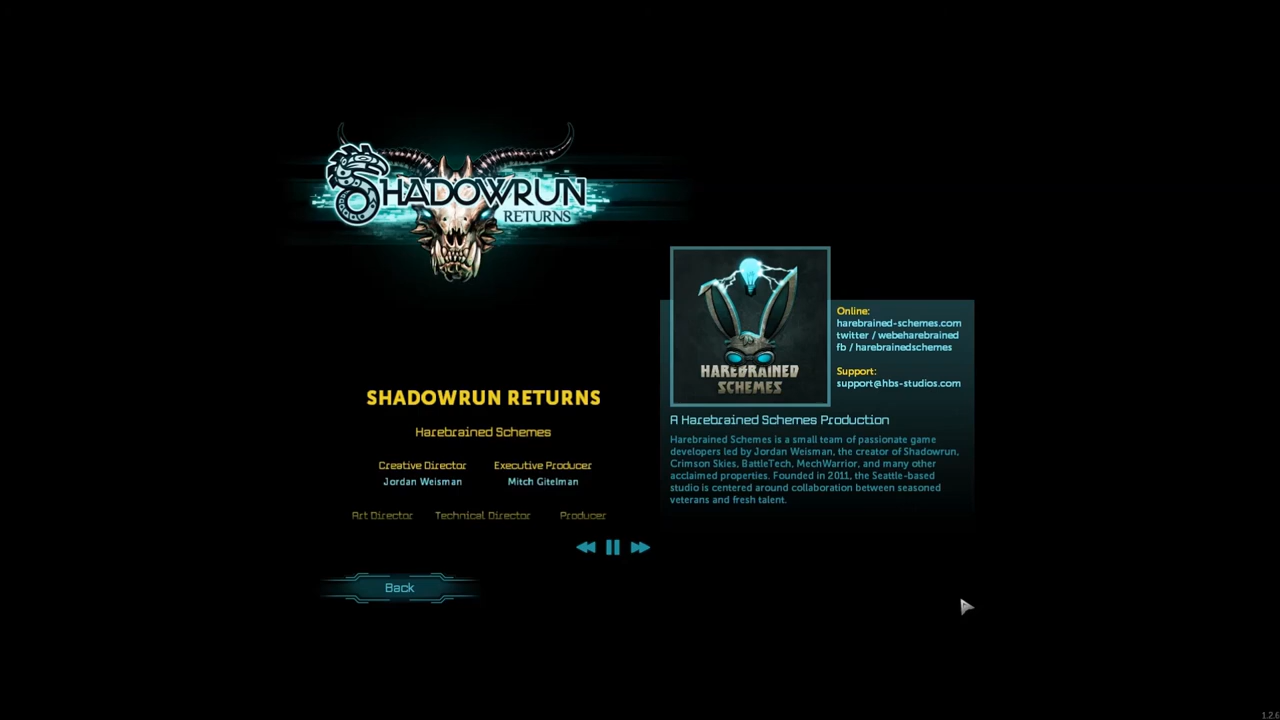 SHADOWRUN
RETURNS
SHADOWRUN RETURNS
Harebrained Schemes
Creative Director Executive Producer
Jordan Weisman Mitch Gitelman
Art Director Technical Director Producer
Back
HAREBRAINED
SCHEMES
Online:
harebrained-schemes.com
twitter / webeharebrained
fb / harebrainedschemes
Support:
support@hbs-studios.com
A Harebrained Schemes Production
Harebrained Schemes is a small team of passionate game
developers led by Jordan Weisman, the creator of Shadowrun,
Crimson Skies, BattleTech, MechWarrior, and many other
acclaimed properties. Founded in 2011, the Seattle-based
studio is centered around collaboration between seasoned
veterans and fresh talent.